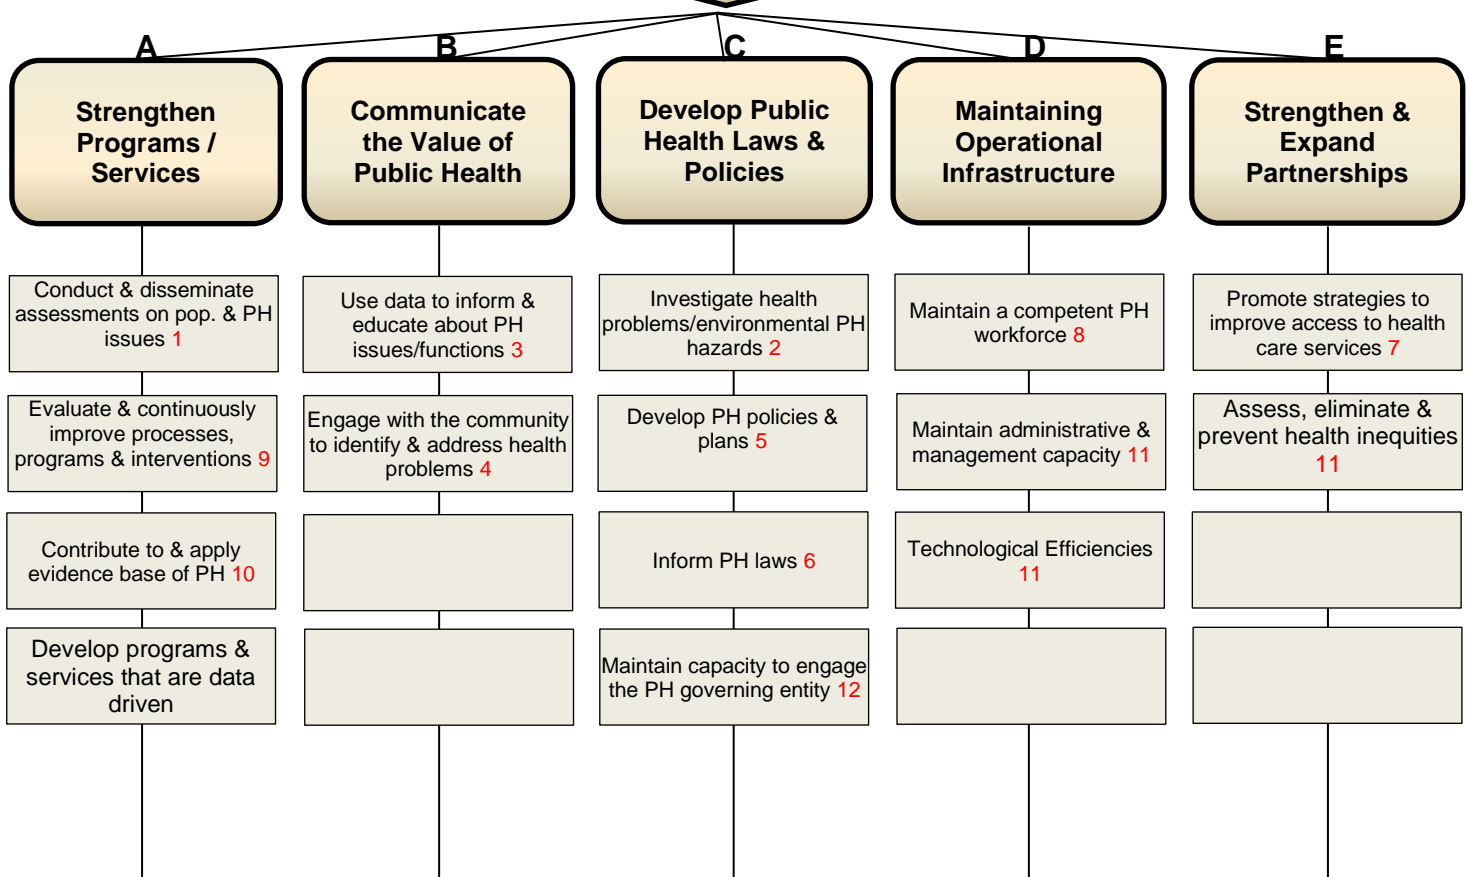 A
B
C
D
E
Strengthen
Programs /
Services
Communicate
the Value of
Public Health
Develop Public
Health Laws &
Policies
Maintaining
Operational
Infrastructure
Strengthen &
Expand
Partnerships
Conduct & disseminate
assessments on pop. & PH
issues 1
Use data to inform &
educate about PH
issues/functions 3
Investigate health
problems/environmental PH
hazards 2
Maintain a competent PH
workforce 8
Promote strategies to
improve access to health
care services 7
Evaluate & continuously
improve processes,
programs & interventions 9
Engage with the community
to identify & address health
problems 4
Develop PH policies &
plans 5
Maintain administrative &
management capacity 11
Assess, eliminate &
prevent health inequities
11
Contribute to & apply
evidence base of PH 10
Inform PH laws 6
Technological Efficiencies
11
Develop programs &
services that are data
driven
Maintain capacity to engage
the PH governing entity 12